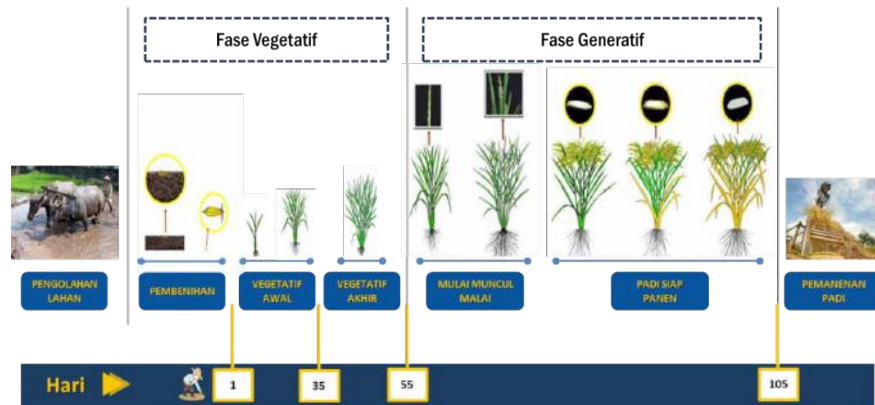 Fase Vegetatif
Fase Generatif
PENGOLAHAN
LAHAN
PEMBENIHAN
VEGETATIF
AWAL
VEGETATIF
AKHIR
MULAI MUNCUL
MALAI
PADI SIAP
PANEN
PEMANENAN
PADI
Hari
1
35
55
105